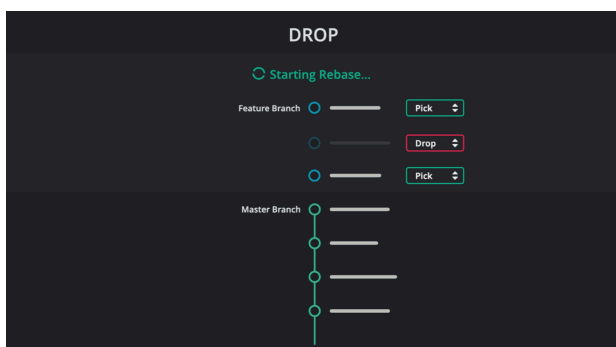 DROP
Starting Rebase...
Feature Branch
Pick
Drop
Pick
Master Branch